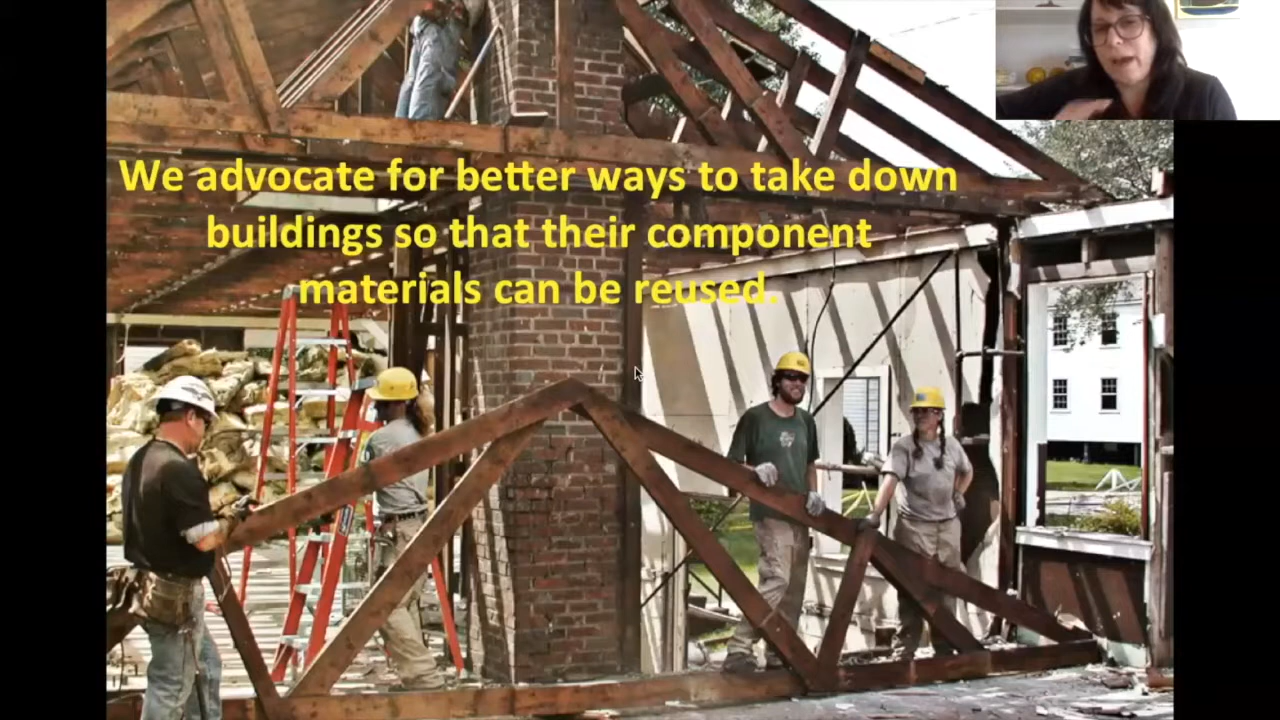 We advocate for better ways to take down
buildings so that their component
materials can be reused.